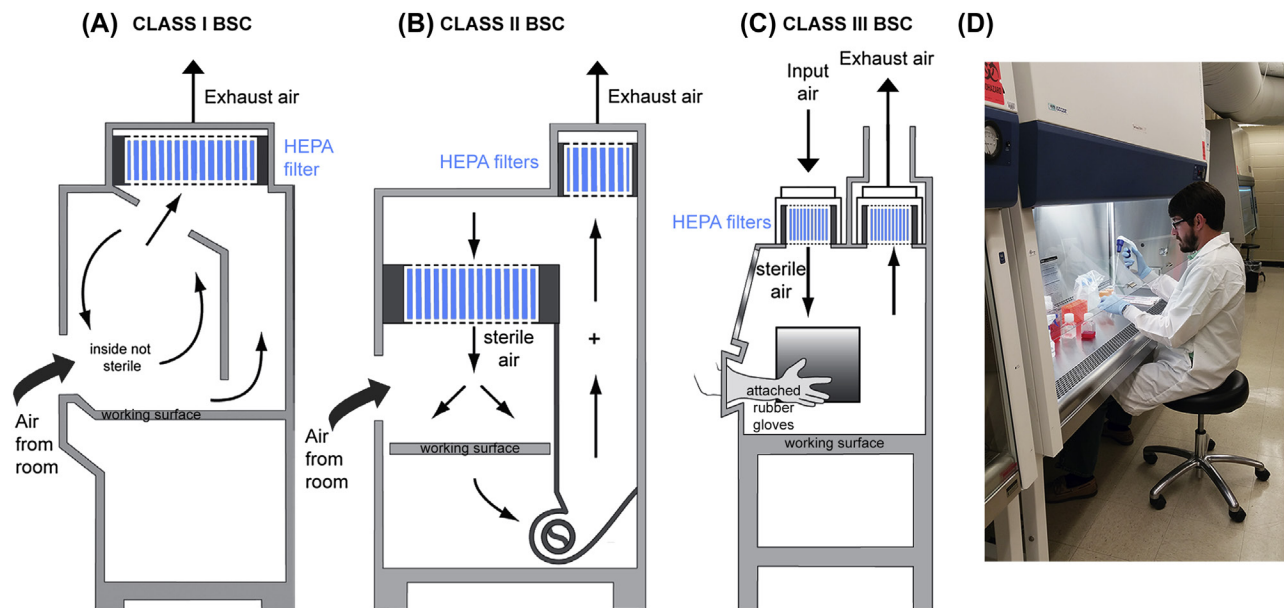 (A) CLASS I BSC
Exhaust air
HEPA
filter
inside not
sterile
working surface
Air
from
room
(B) CLASS II BSC
Exhaust air
HEPA filters
sterile
air
working surface
Air
from
room
+
(C) CLASS III BSC
Input
air
Exhaust air
HEPA filters
sterile
air
attached
rubber
gloves
working surface
(D)